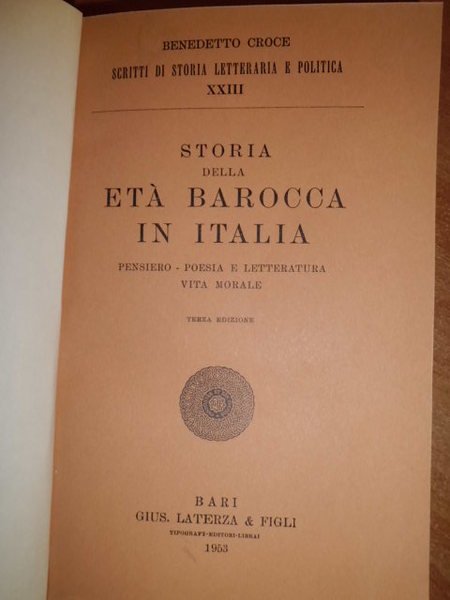 BENEDETTO CROCE
SCRITTI DI STORIA LETTERARIA E POLITICA
XXIII
STORIA
DELLA
ETÀ BAROCCA
IN ITALIA
PENSIERO - POESIA E LETTERATURA
VITA MORALE
TERZA EDIZIONE
BARI
GIUS. LATERZA & FIGLI
TIPOGRAFI-EDITORI-LIBRAI
1953